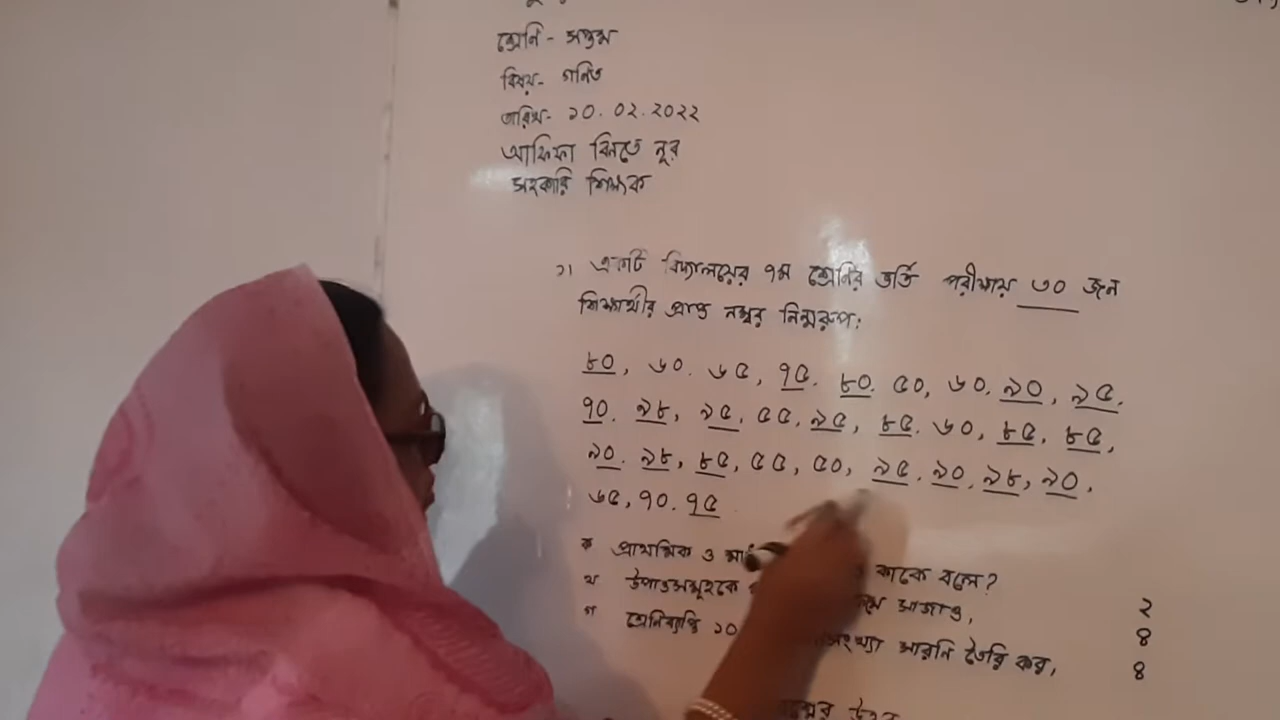 শ্রেনি - সপ্তম
বিষয়- গনিত
তারিখ- ১০.০২.২০২২
আফিফা বিনতে নূর
সহকারি শিক্ষক
১। একটি বিদ্যালয়ের ৭ম শ্রেনির ভর্তি পরীক্ষায় ৩০ জন
শিক্ষার্থীর প্রাপ্ত নম্বর নিন্মরূপ:
৮০, ৬০. ৬৫, ৭৫. ৮০. ৫০, ৬০. ৯০, ৯৫.
৭০. ৯৮, ৯৫, ৫৫, ৯৫, ৮৫. ৬০, ৮৫, ৮৫,
৯০. ৯৮, ৮৫, ৫৫, ৫০, ৯৫. ৯০, ৯৮, ৯০,
৬৫, ৭০. ৭৫
ক প্রাথমিক ও কাকে বলে?
খ উপাত্তসমূহকে সাজাও, ২
গ শ্রেনিব্যাপ্তি ১০ সারনি তৈরি কর, ৪
৪